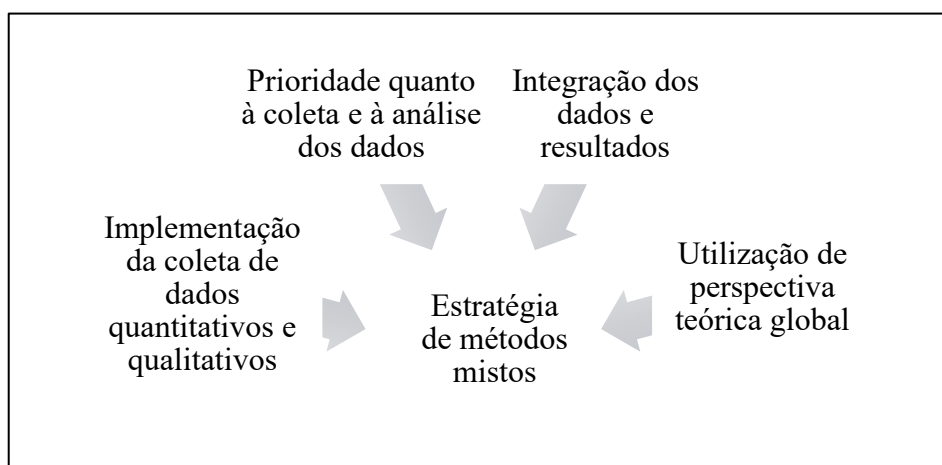 Prioridade quanto
à coleta e à análise
dos dados
Integração dos
dados e
resultados
Implementação
da coleta de
dados
quantitativos e
qualitativos
Estratégia
de métodos
mistos
Utilização de
perspectiva
teórica global